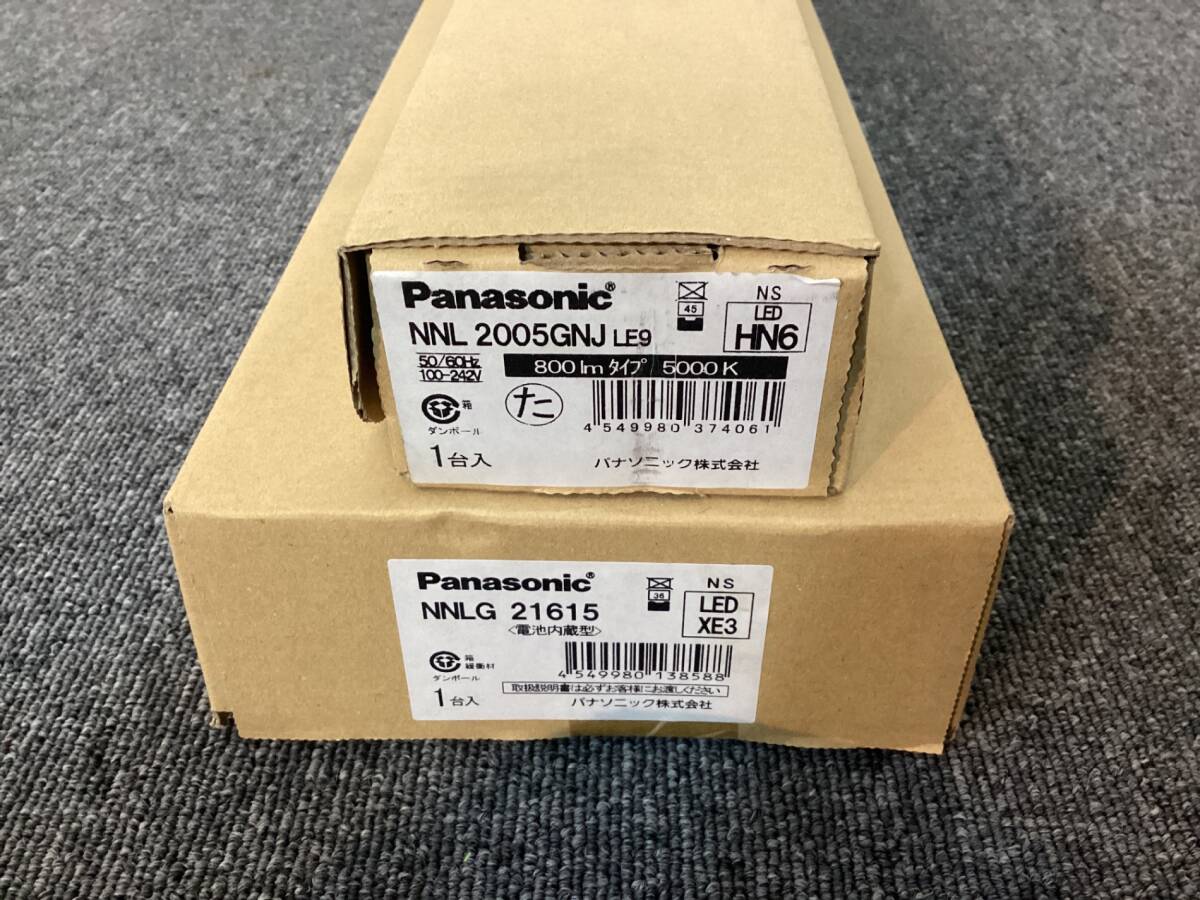 Panasonic®
NNL 2005GNJ LE9
45
NS
LED
HN6
50/60Hz
100-242V
800 lm タイプ 5000 K
箱
ダンボール
た
4 549980 374061
1台入
パナソニック株式会社
Panasonic®
NNLG 21615
〈電池内蔵型〉
36
NS
LED
XE3
箱
緩衝材
ダンボール
4 549980 138588
取扱説明書は必ずお客様にお渡しください
1台入
パナソニック株式会社